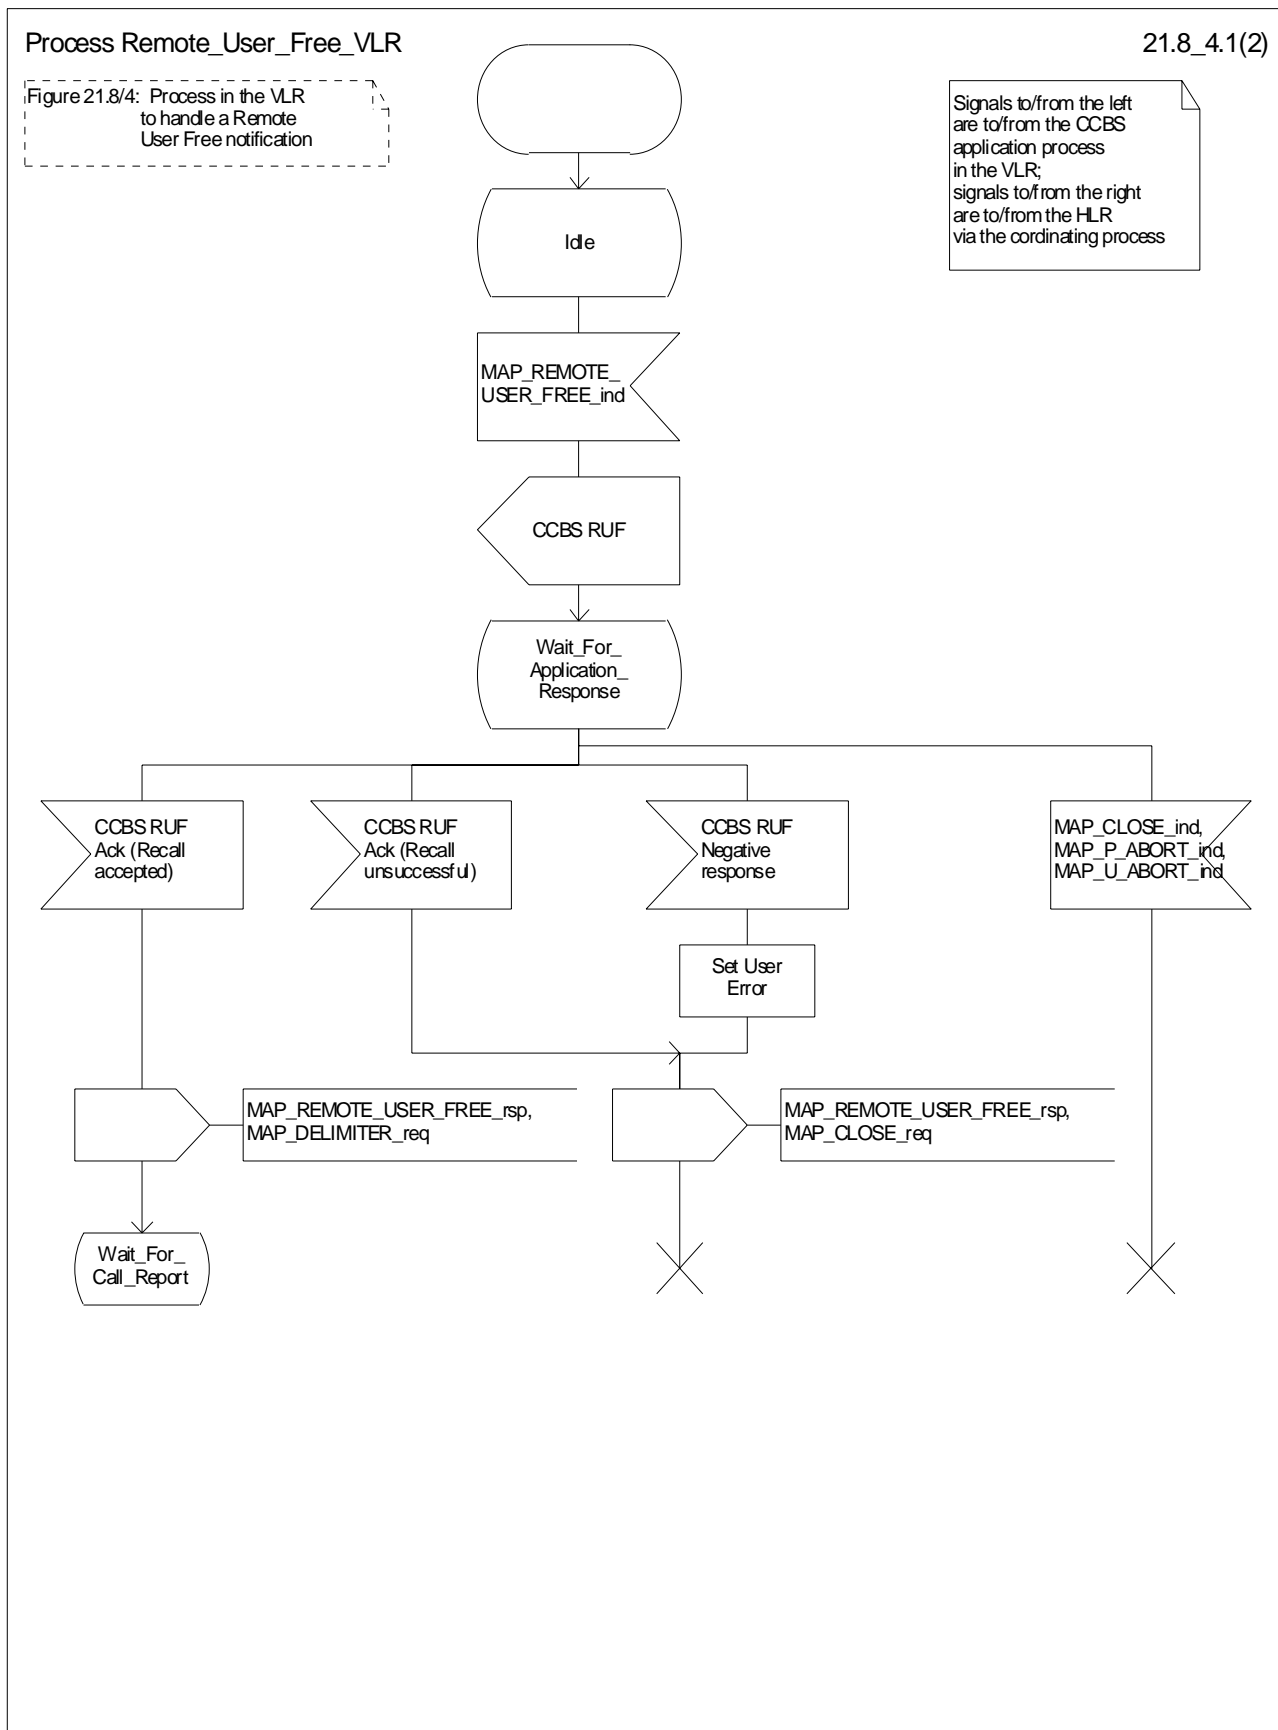 Process Remote_User_Free_VLR
21.8_4.1(2)
Figure 21.8/4: Process in the VLR
to handle a Remote
User Free notification
Signals to/from the left
are to/from the CCBS
application process
in the VLR;
signals to/from the right
are to/from the HLR
via the cordinating process
Idle
MAP_REMOTE_
USER_FREE_ind
CCBS RUF
Wait_For_
Application_
Response
CCBS RUF
Ack (Recall
accepted)
CCBS RUF
Ack (Recall
unsuccessful)
CCBS RUF
Negative
response
MAP_CLOSE_ind,
MAP_P_ABORT_ind,
MAP_U_ABORT_ind
Set User
Error
MAP_REMOTE_USER_FREE_rsp,
MAP_DELIMITER_req
MAP_REMOTE_USER_FREE_rsp,
MAP_CLOSE_req
Wait_For_
Call_Report